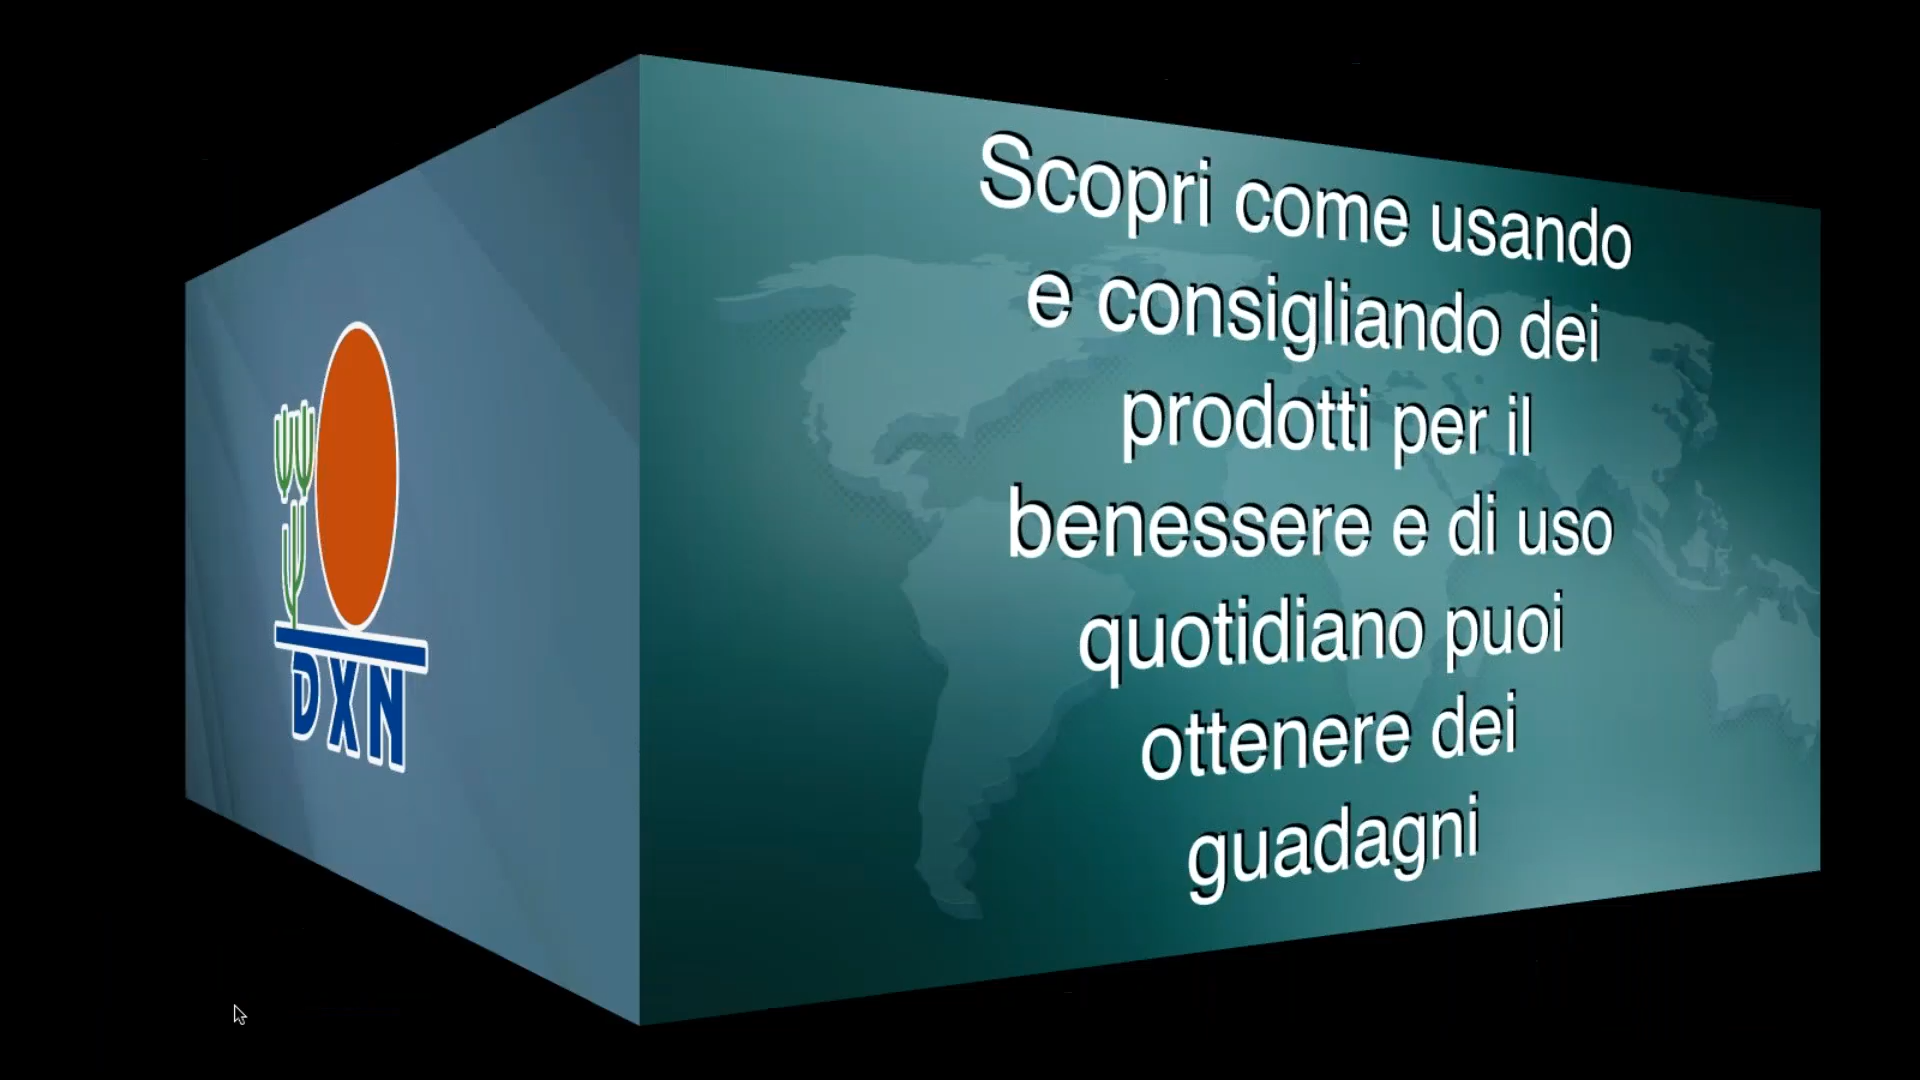 DXN
Scopri come usando
e consigliando dei
prodotti per il
benessere e di uso
quotidiano puoi
ottenere dei
guadagni